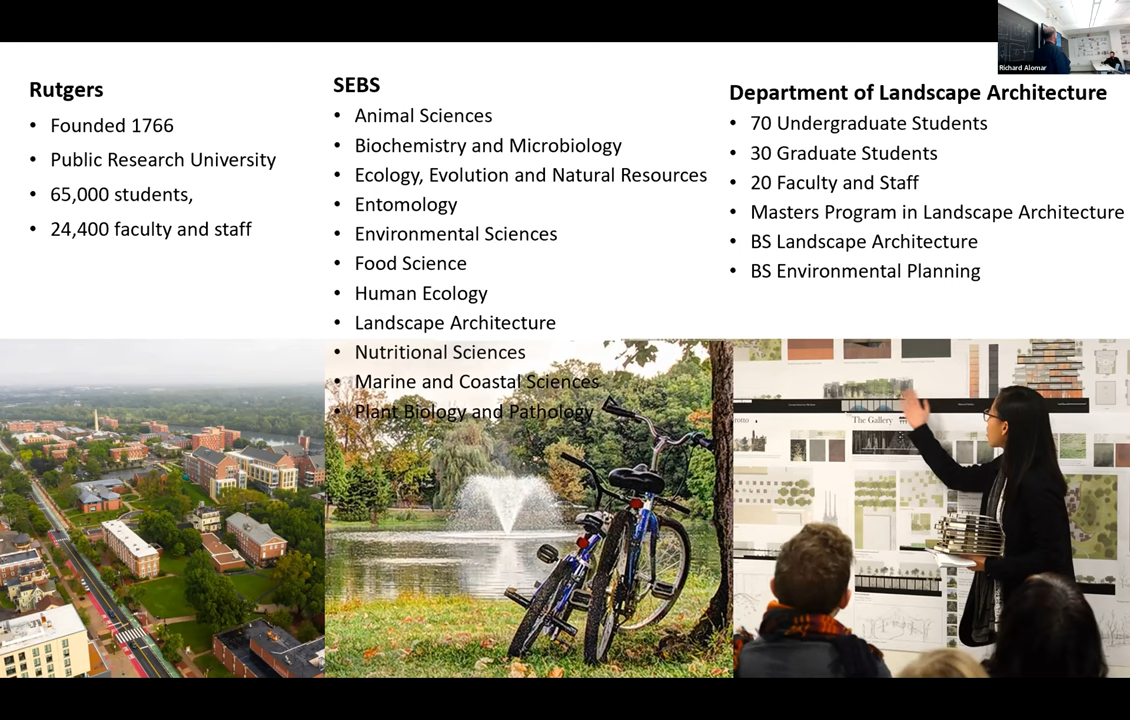 Richard Alomar
Rutgers
• Founded 1766
• Public Research University
• 65,000 students,
• 24,400 faculty and staff
SEBS
• Animal Sciences
• Biochemistry and Microbiology
• Ecology, Evolution and Natural Resources
• Entomology
• Environmental Sciences
• Food Science
• Human Ecology
• Landscape Architecture
• Nutritional Sciences
• Marine and Coastal Sciences
• Plant Biology and Pathology
Department of Landscape Architecture
• 70 Undergraduate Students
• 30 Graduate Students
• 20 Faculty and Staff
• Masters Program in Landscape Architecture
• BS Landscape Architecture
• BS Environmental Planning
The Gallery